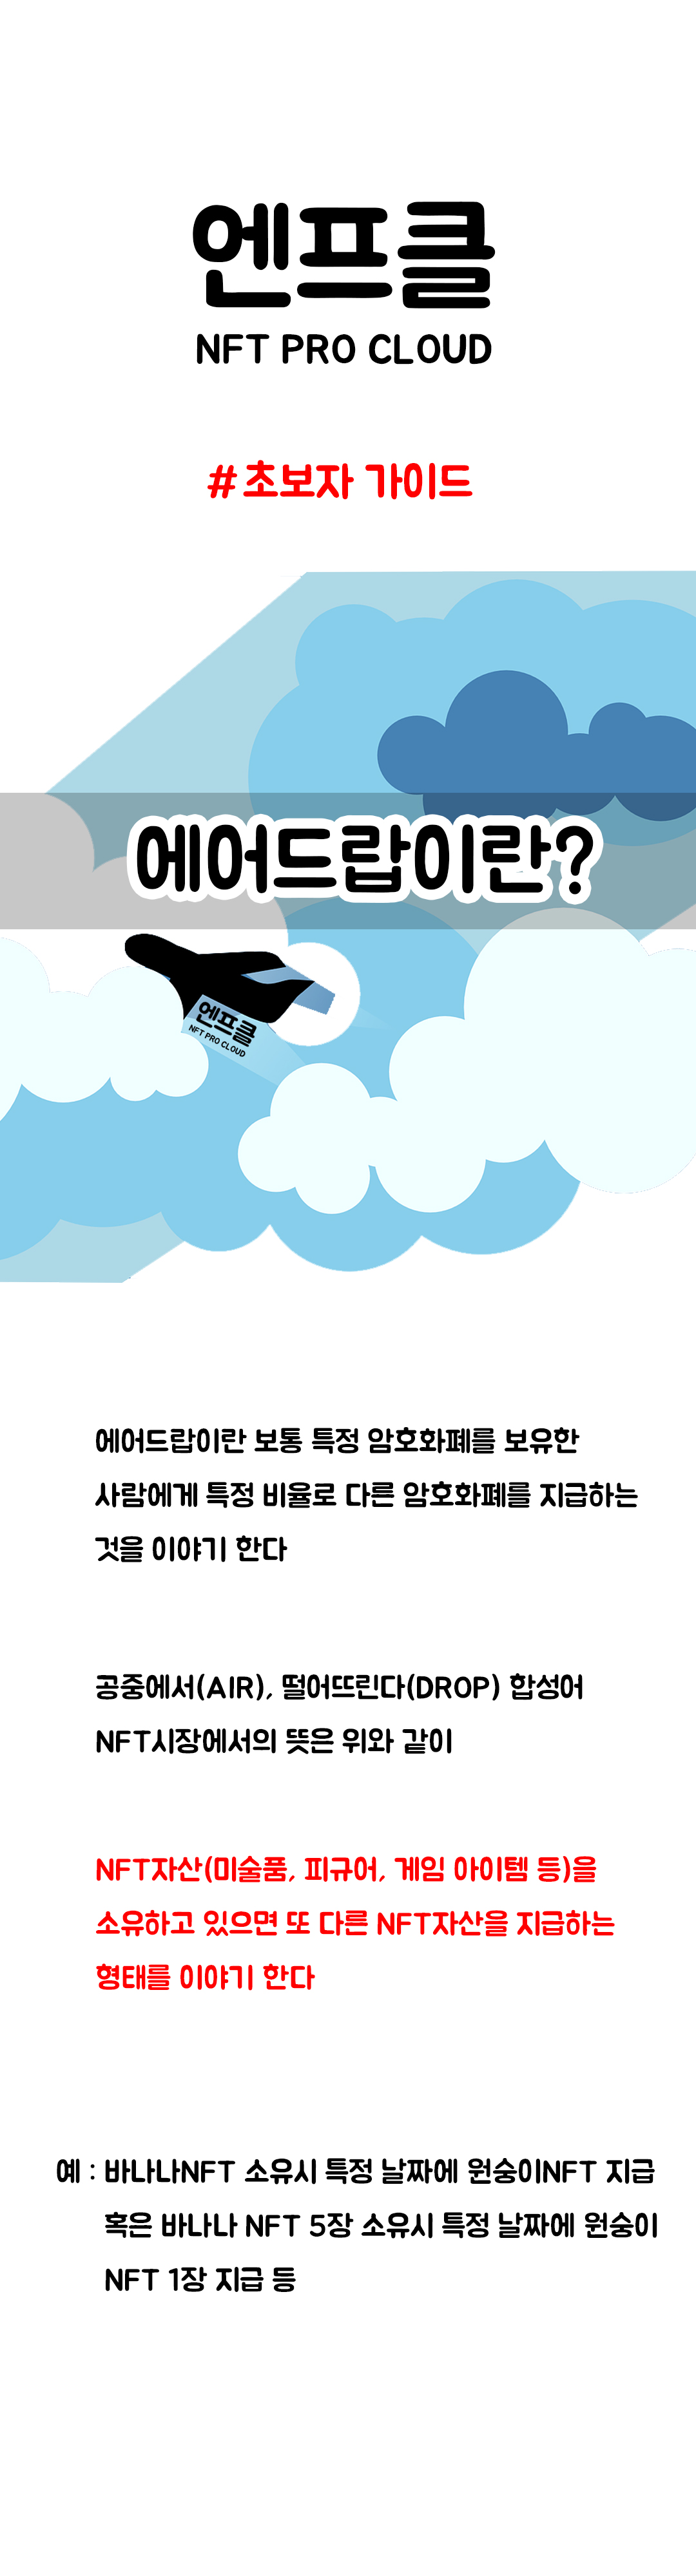 엔프클
NFT PRO CLOUD
#초보자 가이드
에어드랍이란?
엔프클
NFT PRO CLOUD
에어드랍이란 보통 특정 암호화폐를 보유한
사람에게 특정 비율로 다른 암호화폐를 지급하는
것을 이야기 한다
공중에서(AIR), 떨어뜨린다(DROP) 합성어
NFT시장에서의 뜻은 위와 같이
NFT자산(미술품, 피규어, 게임 아이템 등)을
소유하고 있으면 또 다른 NFT자산을 지급하는
형태를 이야기 한다
예 : 바나나NFT 소유시 특정 날짜에 원숭이NFT 지급
혹은 바나나 NFT 5장 소유시 특정 날짜에 원숭이
NFT 1장 지급 등